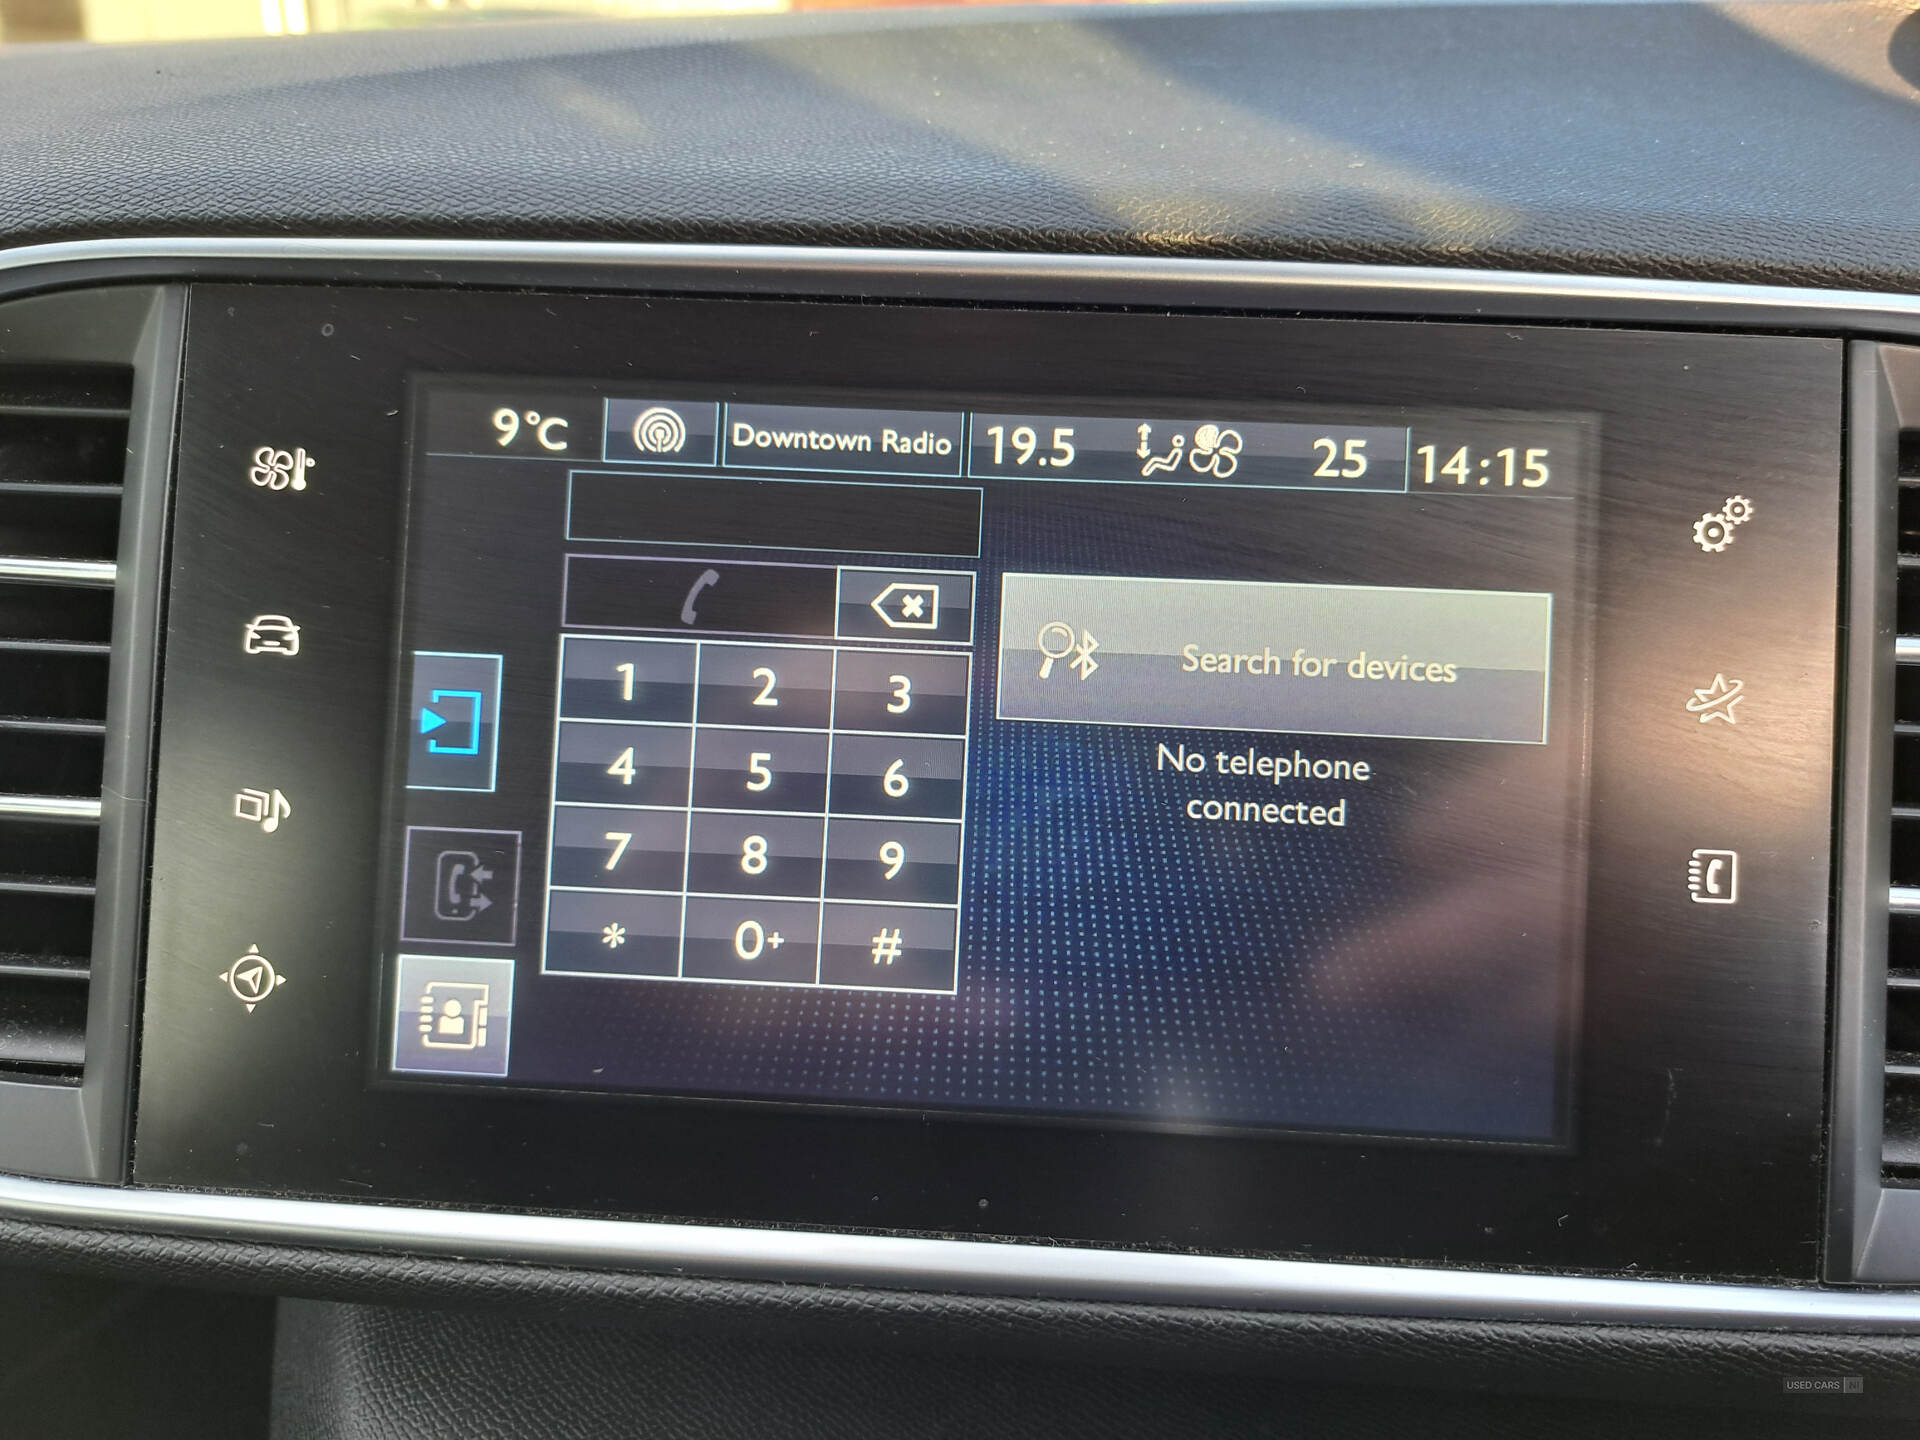 9°C Downtown Radio 19.5 25 14:15
1 2 3
4 5 6
7 8 9
* 0+ #
Search for devices
No telephone
connected
USED CARS NI